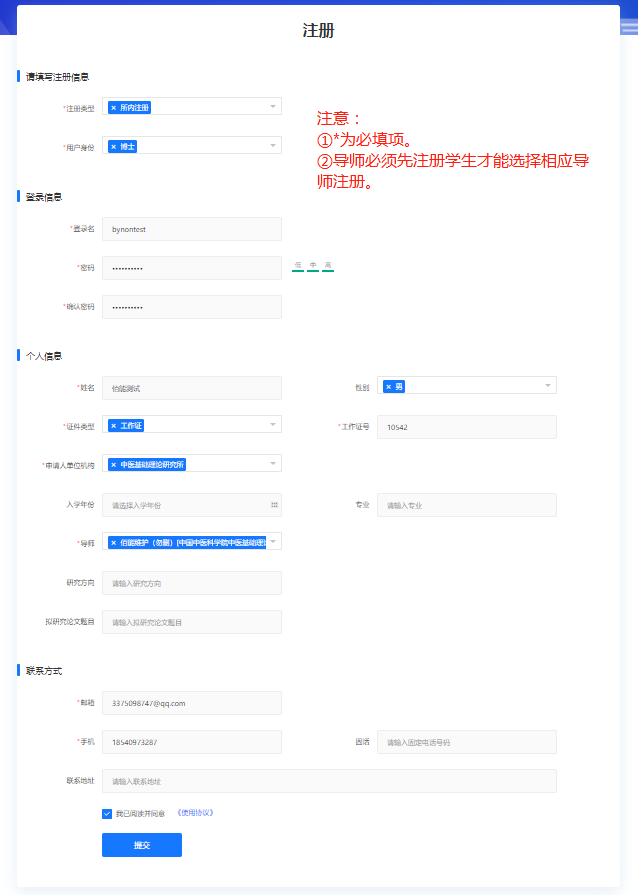 注册
请填写注册信息
*注册类型 × 所内注册
*用户身份 × 博士
注意：
①*为必填项。
②导师必须先注册学生才能选择相应导
师注册。
登录信息
*登录名 bynontest
*密码 •••••••••• 低 中 高
*确认密码 ••••••••••
个人信息
*姓名 伯能测试 性别 × 男
*证件类型 × 工作证 *工作证号 10542
*申请人单位机构 × 中医基础理论研究所
入学年份 请选择入学年份 专业 请输入专业
*导师 × 伯能维护（勿删）[中国中医科学院中医基础理论
研究方向 请输入研究方向
拟研究论文题目 请输入拟研究论文题目
联系方式
*邮箱 3375098747@qq.com
*手机 18540973287 固话 请输入固定电话号码
联系地址 请输入联系地址
我已阅读并同意 《使用协议》
提交